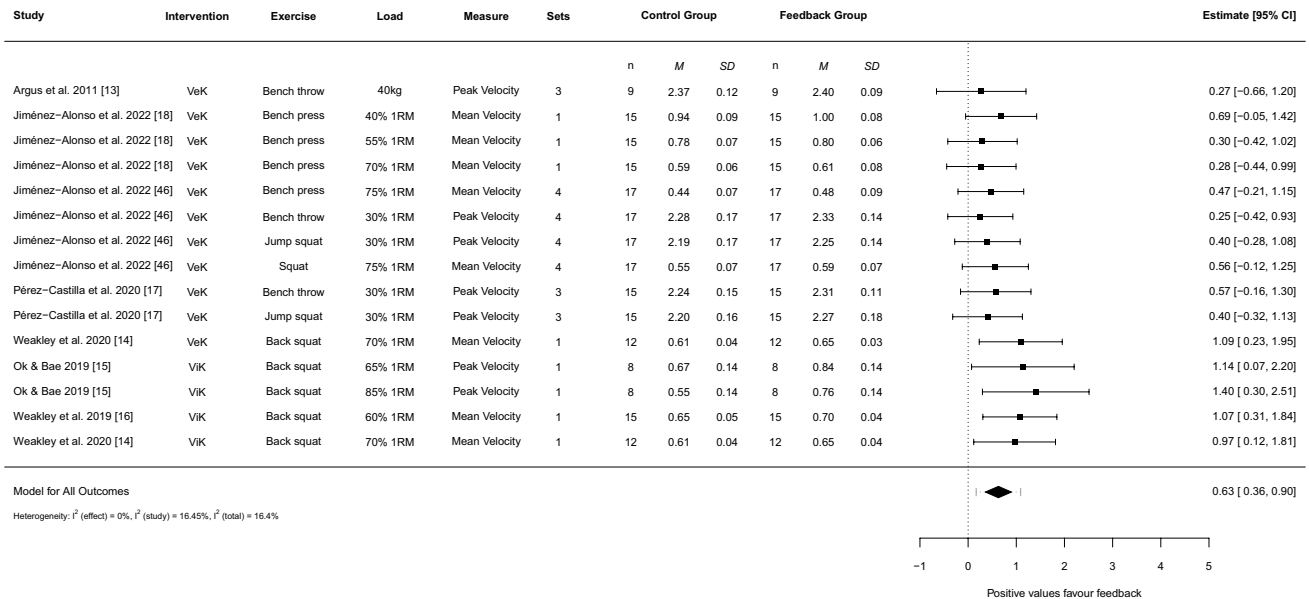 Study Intervention Exercise Load Measure Sets Control Group Feedback Group Estimate [95% CI]
n M SD n M SD
Argus et al. 2011 [13] VeK Bench throw 40kg Peak Velocity 3 9 2.37 0.12 9 2.40 0.09 0.27 [−0.66, 1.20]
Jiménez−Alonso et al. 2022 [18] VeK Bench press 40% 1RM Mean Velocity 1 15 0.94 0.09 15 1.00 0.08 0.69 [−0.05, 1.42]
Jiménez−Alonso et al. 2022 [18] VeK Bench press 55% 1RM Mean Velocity 1 15 0.78 0.07 15 0.80 0.06 0.30 [−0.42, 1.02]
Jiménez−Alonso et al. 2022 [18] VeK Bench press 70% 1RM Mean Velocity 1 15 0.59 0.06 15 0.61 0.08 0.28 [−0.44, 0.99]
Jiménez−Alonso et al. 2022 [46] VeK Bench press 75% 1RM Mean Velocity 4 17 0.44 0.07 17 0.48 0.09 0.47 [−0.21, 1.15]
Jiménez−Alonso et al. 2022 [46] VeK Bench throw 30% 1RM Peak Velocity 4 17 2.28 0.17 17 2.33 0.14 0.25 [−0.42, 0.93]
Jiménez−Alonso et al. 2022 [46] VeK Jump squat 30% 1RM Peak Velocity 4 17 2.19 0.17 17 2.25 0.14 0.40 [−0.28, 1.08]
Jiménez−Alonso et al. 2022 [46] VeK Squat 75% 1RM Mean Velocity 4 17 0.55 0.07 17 0.59 0.07 0.56 [−0.12, 1.25]
Pérez−Castilla et al. 2020 [17] VeK Bench throw 30% 1RM Peak Velocity 3 15 2.24 0.15 15 2.31 0.11 0.57 [−0.16, 1.30]
Pérez−Castilla et al. 2020 [17] VeK Jump squat 30% 1RM Peak Velocity 3 15 2.20 0.16 15 2.27 0.18 0.40 [−0.32, 1.13]
Weakley et al. 2020 [14] VeK Back squat 70% 1RM Mean Velocity 1 12 0.61 0.04 12 0.65 0.03 1.09 [ 0.23, 1.95]
Ok & Bae 2019 [15] ViK Back squat 65% 1RM Peak Velocity 1 8 0.67 0.14 8 0.84 0.14 1.14 [ 0.07, 2.20]
Ok & Bae 2019 [15] ViK Back squat 85% 1RM Peak Velocity 1 8 0.55 0.14 8 0.76 0.14 1.40 [ 0.30, 2.51]
Weakley et al. 2019 [16] ViK Back squat 60% 1RM Mean Velocity 1 15 0.65 0.05 15 0.70 0.04 1.07 [ 0.31, 1.84]
Weakley et al. 2020 [14] ViK Back squat 70% 1RM Mean Velocity 1 12 0.61 0.04 12 0.65 0.04 0.97 [ 0.12, 1.81]
Model for All Outcomes 0.63 [ 0.36, 0.90]
Heterogeneity: I² (effect) = 0%, I² (study) = 16.45%, I² (total) = 16.4%
−1 0 1 2 3 4 5
Positive values favour feedback